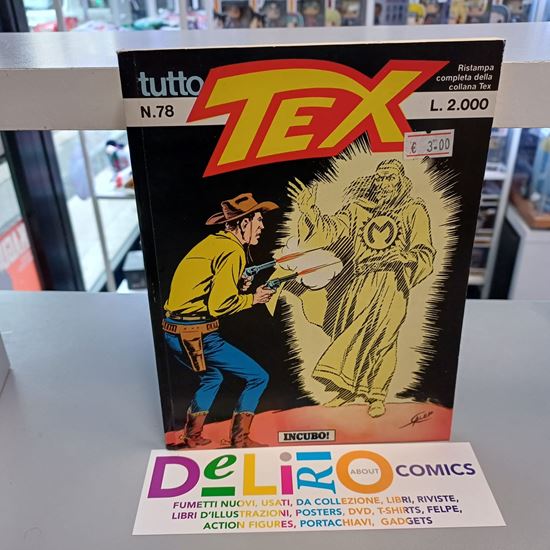 tutto
TEX
N.78
Ristampa
completa della
collana Tex
L. 2.000
€ 3.00
M
GALEP
INCUBO!
DeLiRiO ABOUT COMICS
FUMETTI NUOVI, USATI, DA COLLEZIONE, LIBRI, RIVISTE,
LIBRI D'ILLUSTRAZIONI, POSTERS, DVD, T-SHIRTS, FELPE,
ACTION FIGURES, PORTACHIAVI, GADGETS